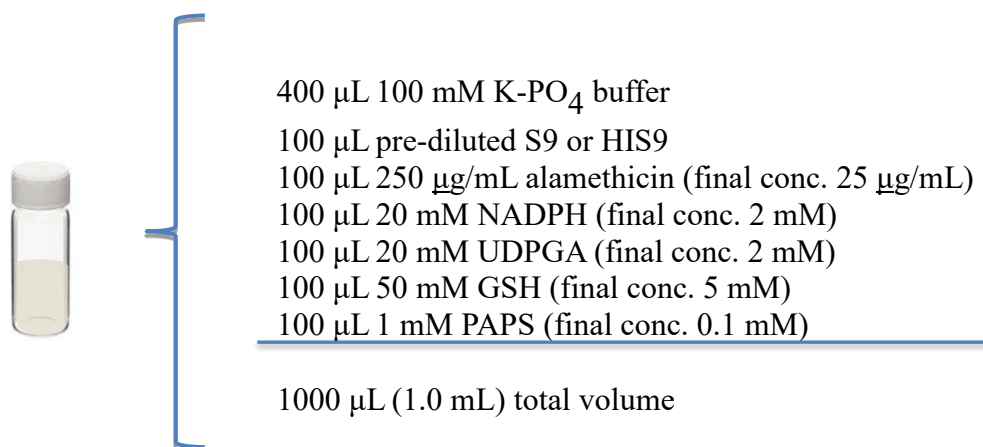 400 μL 100 mM K-PO4 buffer
100 μL pre-diluted S9 or HIS9
100 μL 250 μg/mL alamethicin (final conc. 25 μg/mL)
100 μL 20 mM NADPH (final conc. 2 mM)
100 μL 20 mM UDPGA (final conc. 2 mM)
100 μL 50 mM GSH (final conc. 5 mM)
100 μL 1 mM PAPS (final conc. 0.1 mM)
1000 μL (1.0 mL) total volume